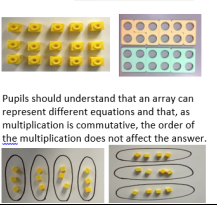 Pupils should understand that an array can
represent different equations and that, as
multiplication is commutative, the order of
the multiplication does not affect the answer.